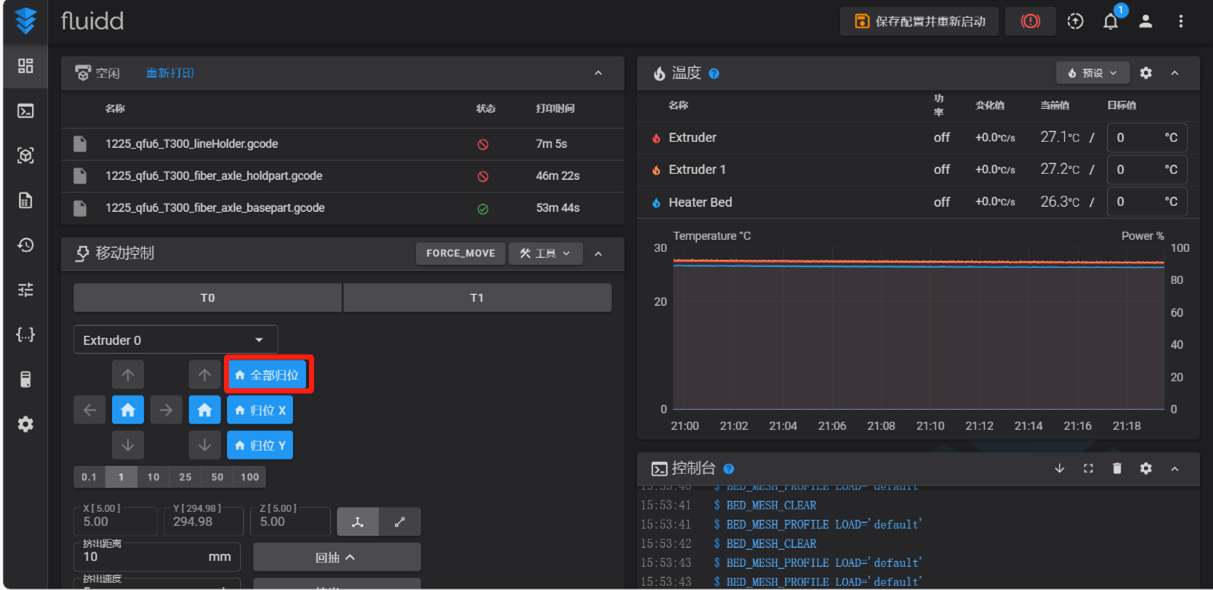 fluidd
保存配置并重新启动
1
空闲 重新打印
名称 状态 打印时间
1225_qfu6_T300_lineHolder.gcode 7m 5s
1225_qfu6_T300_fiber_axle_holdpart.gcode 46m 22s
1225_qfu6_T300_fiber_axle_basepart.gcode 53m 44s
移动控制 FORCE_MOVE 工具
T0 T1
Extruder 0
全部归位
归位 X
归位 Y
0.1 1 10 25 50 100
X [ 5.00 ] Y [ 294.98 ] Z [ 5.00 ]
5.00 294.98 5.00
挤出距离
10 mm 回抽
挤出速度
温度 预设
名称 功率 变化值 当前值 目标值
Extruder off +0.0°C/s 27.1°C / 0 °C
Extruder 1 off +0.0°C/s 27.2°C / 0 °C
Heater Bed off +0.0°C/s 26.3°C / 0 °C
Temperature °C Power %
30 100
80
20
60
40
20
0 0
21:00 21:02 21:04 21:06 21:08 21:10 21:12 21:14 21:16 21:18
控制台
15:53:40 $ BED_MESH_PROFILE LOAD='default'
15:53:41 $ BED_MESH_CLEAR
15:53:41 $ BED_MESH_PROFILE LOAD='default'
15:53:42 $ BED_MESH_CLEAR
15:53:43 $ BED_MESH_PROFILE LOAD='default'
15:53:43 $ BED_MESH_PROFILE LOAD='default'